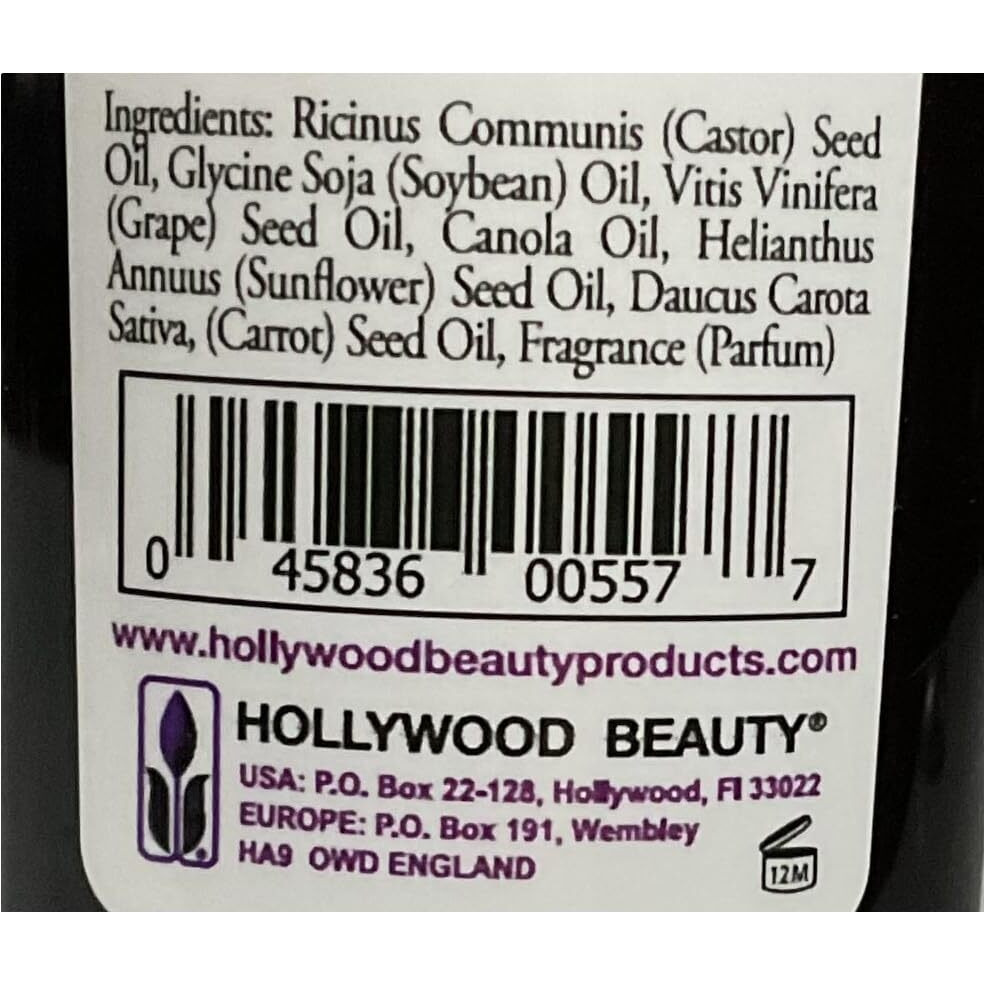 Ingredients: Ricinus Communis (Castor) Seed
Oil, Glycine Soja (Soybean) Oil, Vitis Vinifera
(Grape) Seed Oil, Canola Oil, Helianthus
Annuus (Sunflower) Seed Oil, Daucus Carota
Sativa, (Carrot) Seed Oil, Fragrance (Parfum)
0 45836 00557 7
www.hollywoodbeautyproducts.com
HOLLYWOOD BEAUTY®
USA: P.O. Box 22-128, Hollywood, Fl 33022
EUROPE: P.O. Box 191, Wembley
HA9 OWD ENGLAND
12M